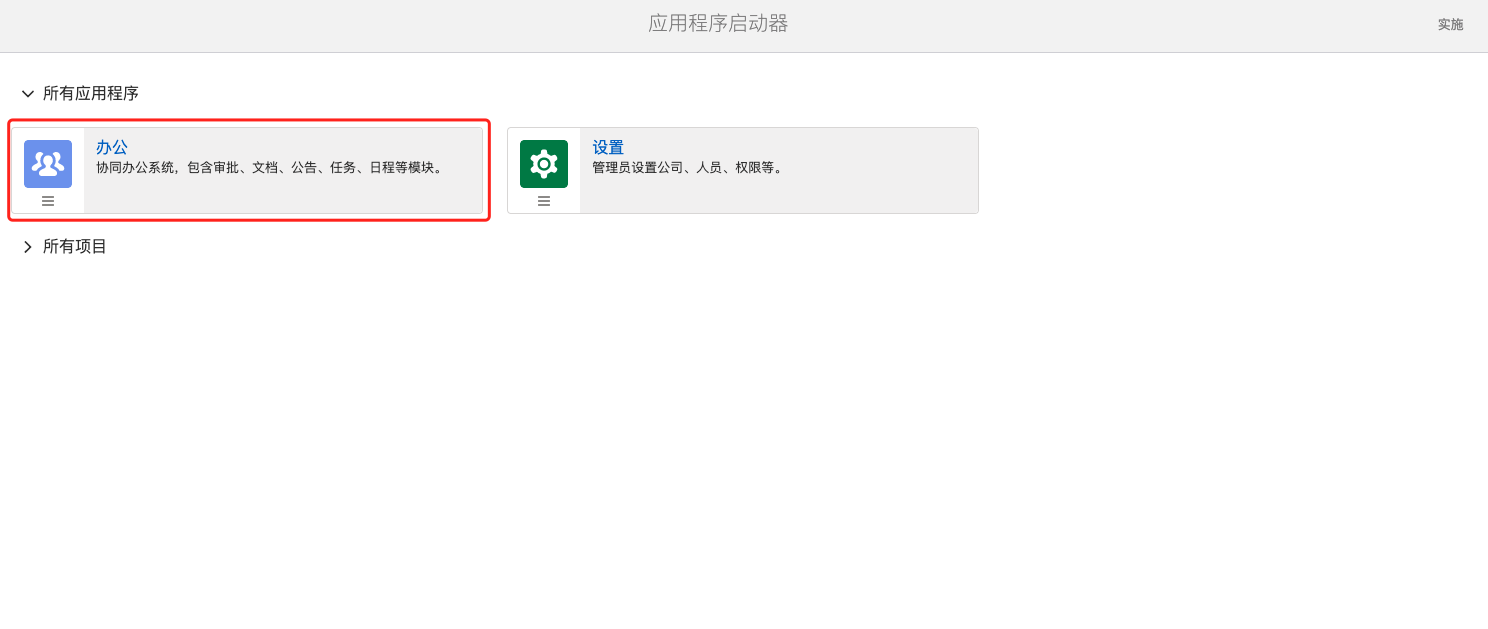 应用程序启动器
实施
所有应用程序
办公
协同办公系统，包含审批、文档、公告、任务、日程等模块。
设置
管理员设置公司、人员、权限等。
所有项目